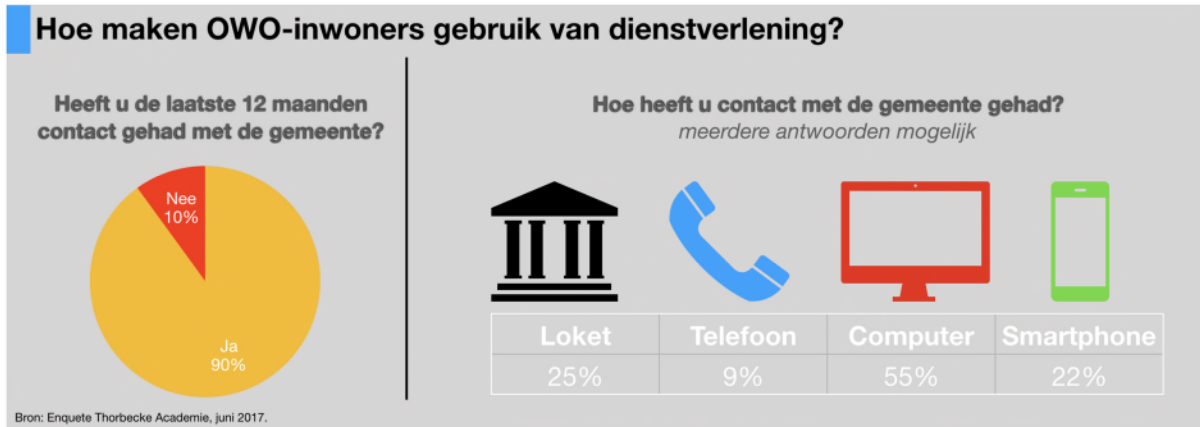 Hoe maken OWO-inwoners gebruik van dienstverlening?
Heeft u de laatste 12 maanden
contact gehad met de gemeente?
Nee
10%
Ja
90%
Hoe heeft u contact met de gemeente gehad?
meerdere antwoorden mogelijk
Loket Telefoon Computer Smartphone
25% 9% 55% 22%
Bron: Enquete Thorbecke Academie, juni 2017.